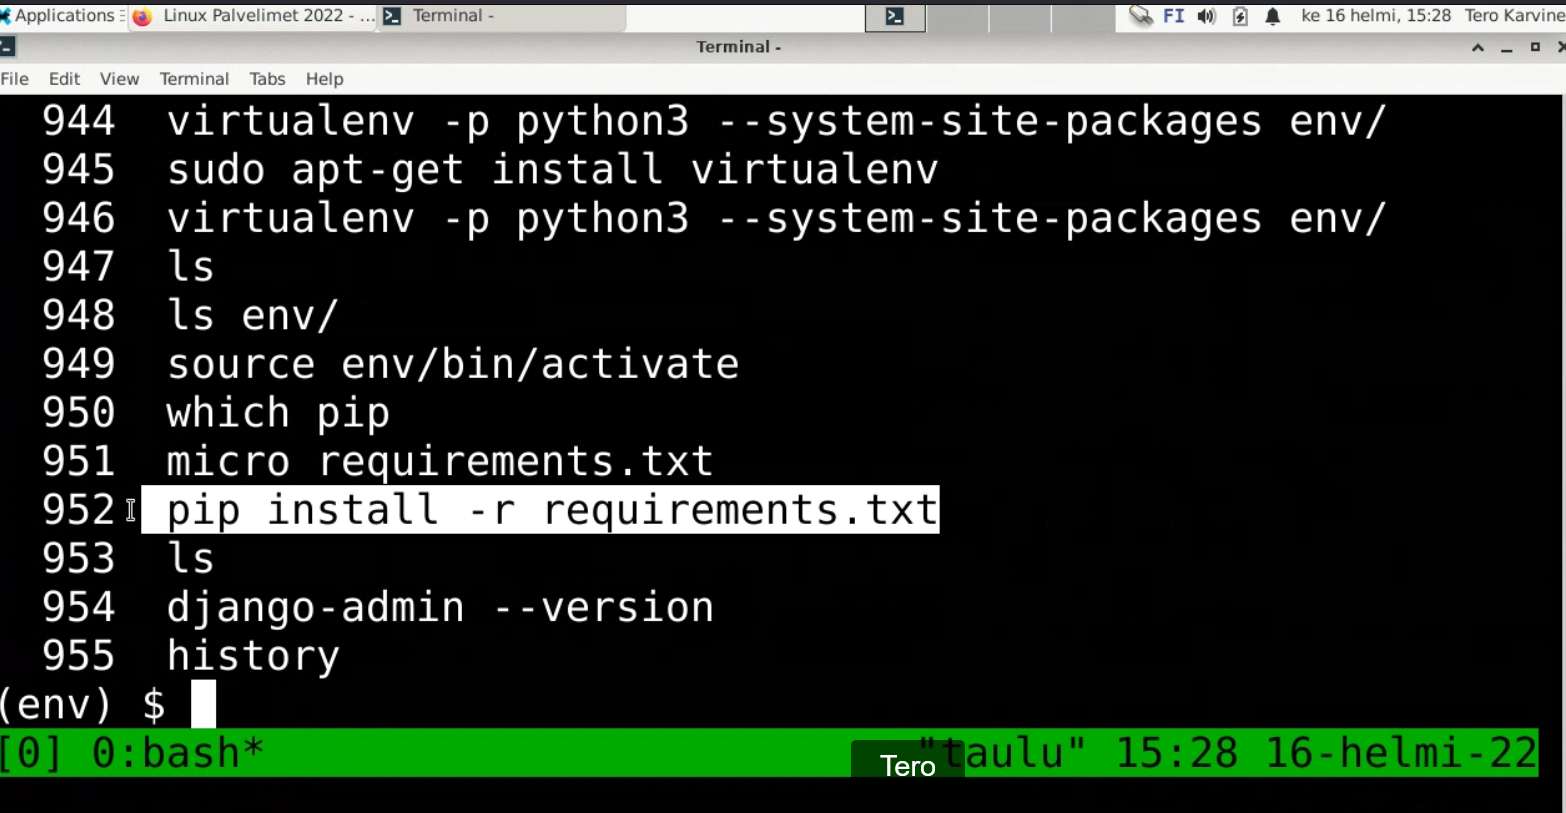 Applications Linux Palvelimet 2022 - ... Terminal - FI ke 16 helmi, 15:28 Tero Karvine
Terminal -
File Edit View Terminal Tabs Help
944 virtualenv -p python3 --system-site-packages env/
945 sudo apt-get install virtualenv
946 virtualenv -p python3 --system-site-packages env/
947 ls
948 ls env/
949 source env/bin/activate
950 which pip
951 micro requirements.txt
952 pip install -r requirements.txt
953 ls
954 django-admin --version
955 history
(env) $
[0] 0:bash* "taulu" 15:28 16-helmi-22
Tero